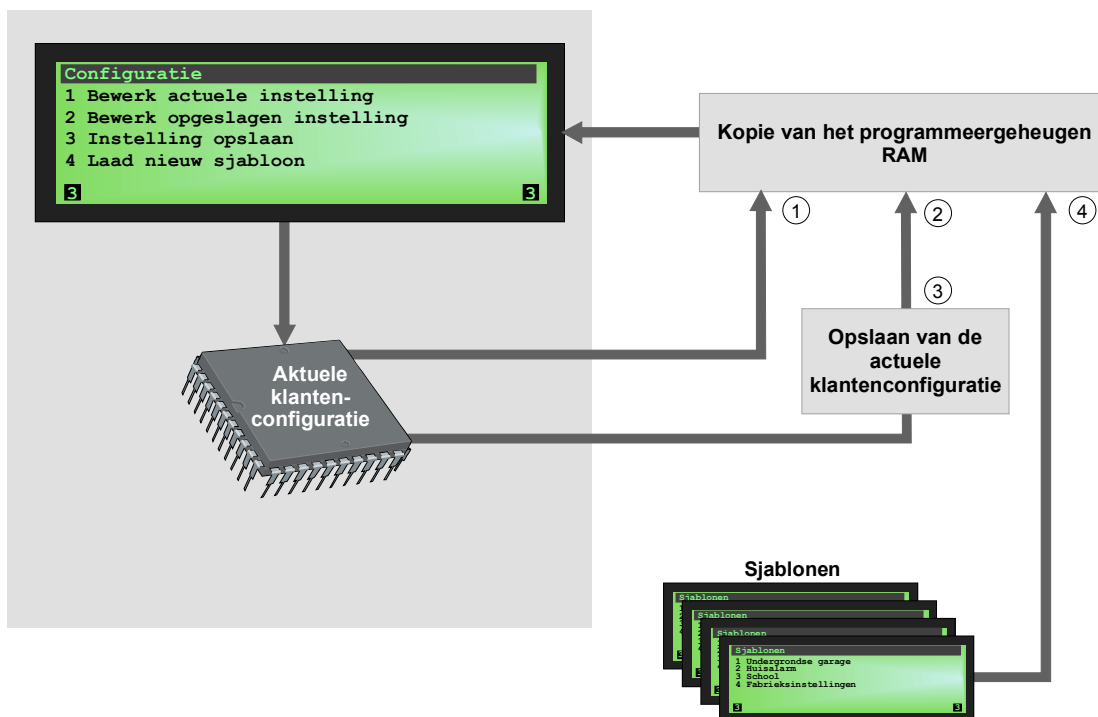 Configuratie
1 Bewerk actuele instelling
2 Bewerk opgeslagen instelling
3 Instelling opslaan
4 Laad nieuw sjabloon
3 3
Kopie van het programmeergeheugen
RAM
1
2
4
3
Opslaan van de
actuele
klantenconfiguratie
Aktuele
klanten-
configuratie
Sjablonen
Sjablonen
Sjablonen
Sjablonen
Sjablonen
1 Undergrondse garage
2 Huisalarm
3 School
4 Fabrieksinstellingen
3 3